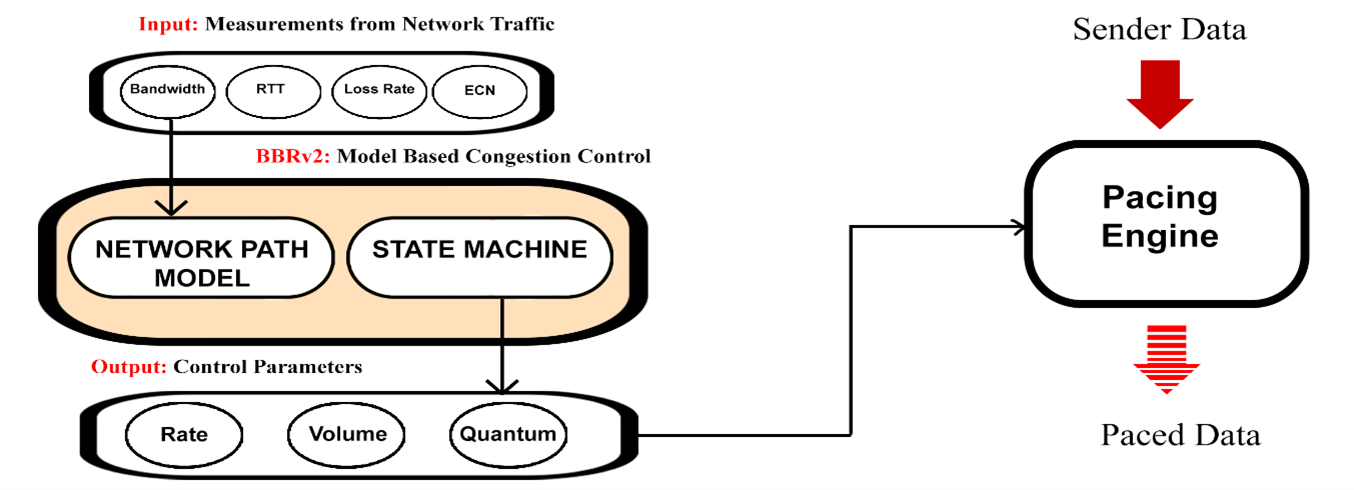 Input: Measurements from Network Traffic
Bandwidth
RTT
Loss Rate
ECN
BBRv2: Model Based Congestion Control
NETWORK PATH
MODEL
STATE MACHINE
Output: Control Parameters
Rate
Volume
Quantum
Sender Data
Pacing
Engine
Paced Data